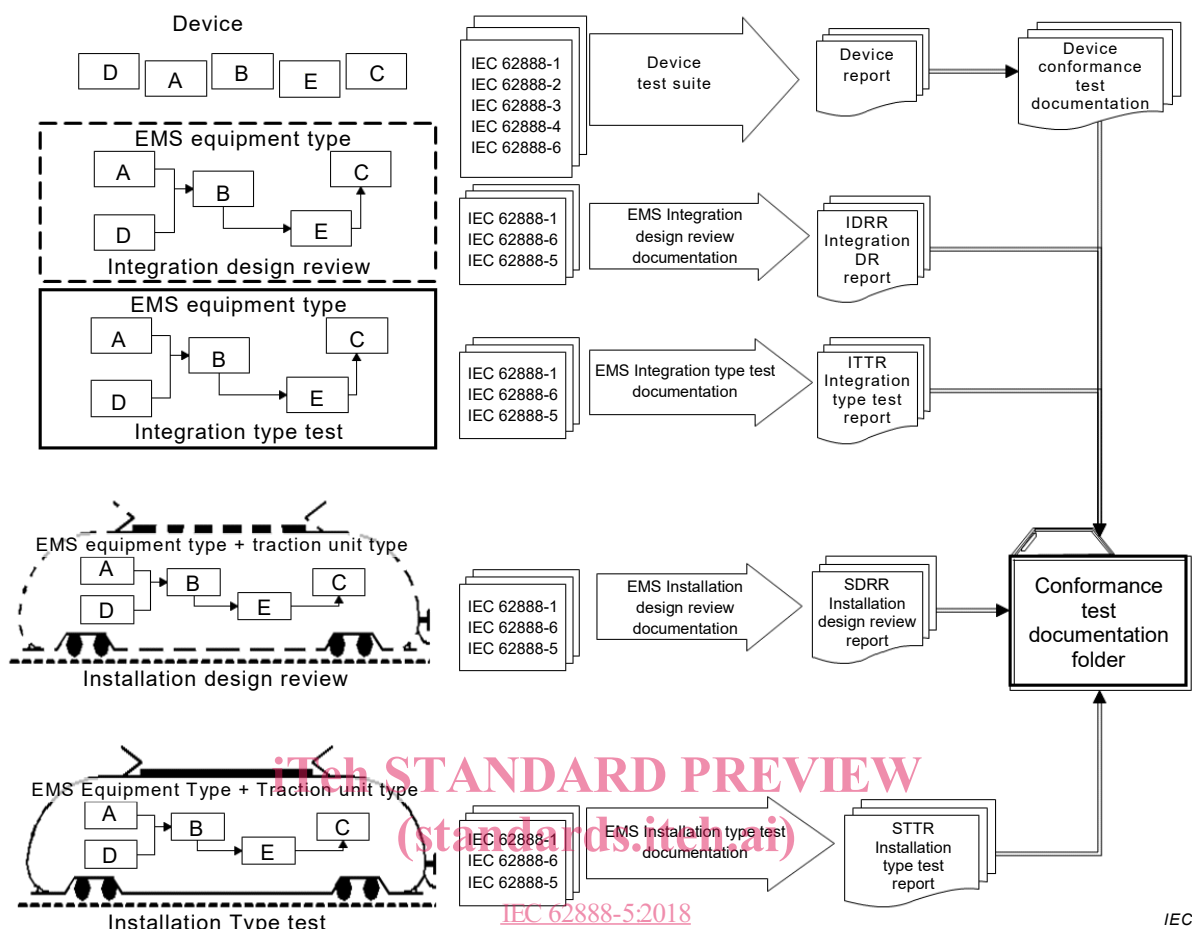 Device
D
A
B
E
C
IEC 62888-1
IEC 62888-2
IEC 62888-3
IEC 62888-4
IEC 62888-6
Device
test suite
Device
report
Device
conformance
test
documentation
EMS equipment type
A
B
C
D
E
Integration design review
IEC 62888-1
IEC 62888-6
IEC 62888-5
EMS Integration
design review
documentation
IDRR
Integration
DR
report
EMS equipment type
A
B
C
D
E
Integration type test
IEC 62888-1
IEC 62888-6
IEC 62888-5
EMS Integration type test
documentation
ITTR
Integration
type test
report
EMS equipment type + traction unit type
A
B
C
D
E
Installation design review
IEC 62888-1
IEC 62888-6
IEC 62888-5
EMS Installation
design review
documentation
SDRR
Installation
design review
report
Conformance
test
documentation
folder
EMS Equipment Type + Traction unit type
A
B
C
D
E
Installation Type test
IEC 62888-1
IEC 62888-6
IEC 62888-5
EMS Installation type test
documentation
STTR
Installation
type test
report
iTeh STANDARD PREVIEW
(standards.iteh.ai)
IEC 62888-5:2018
IEC